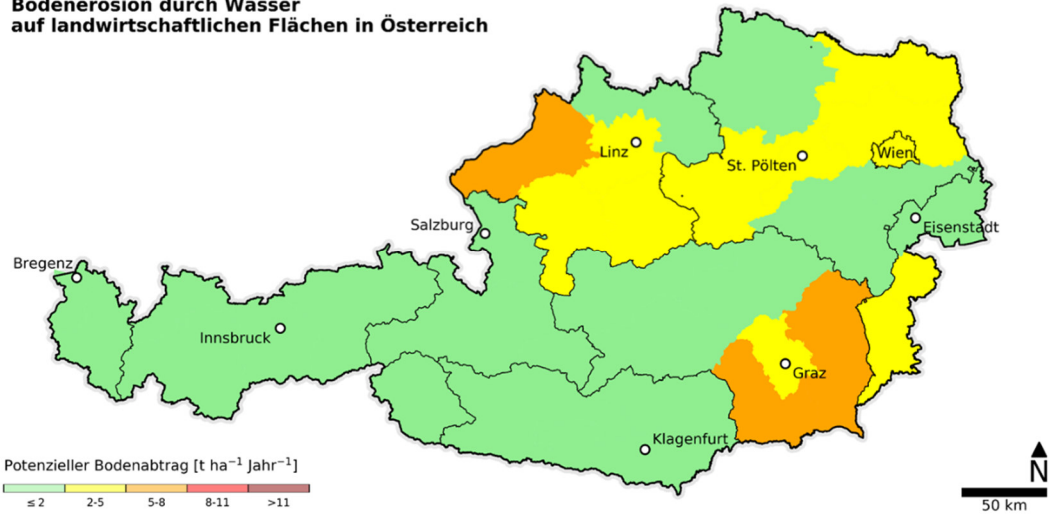 Bodenerosion durch Wasser
auf landwirtschaftlichen Flächen in Österreich
Linz
St. Pölten
Wien
Salzburg
Eisenstadt
Bregenz
Innsbruck
Graz
Klagenfurt
Potenzieller Bodenabtrag [t ha⁻¹ Jahr⁻¹]
≤ 2 2-5 5-8 8-11 >11
N
50 km